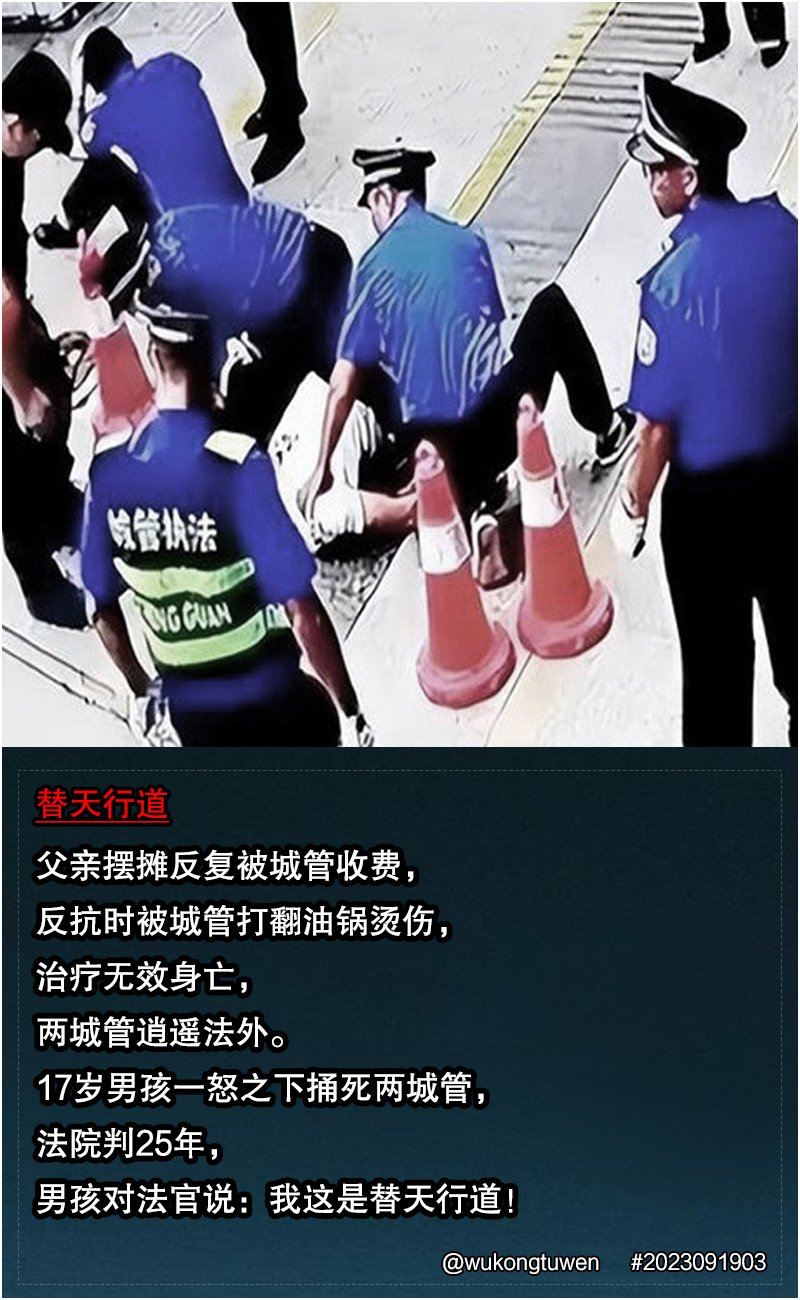 城管执法
NG GUAN
替天行道
父亲摆摊反复被城管收费,
反抗时被城管打翻油锅烫伤,
治疗无效身亡,
两城管逍遥法外。
17岁男孩一怒之下捅死两城管,
法院判25年,
男孩对法官说：我这是替天行道!
@wukongtuwen #2023091903